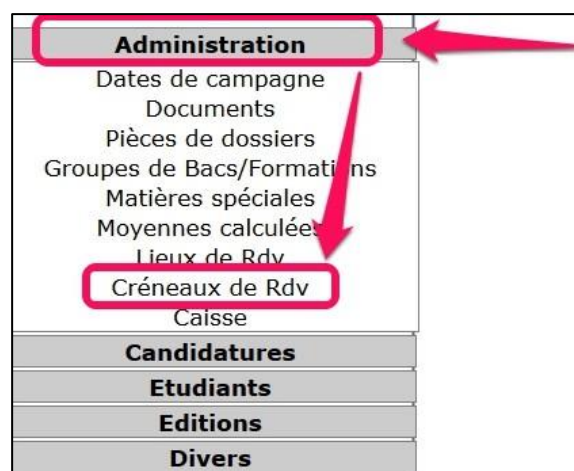 Administration
Dates de campagne
Documents
Pièces de dossiers
Groupes de Bacs/Formations
Matières spéciales
Moyennes calculées
Lieux de Rdv
Créneaux de Rdv
Caisse
Candidatures
Etudiants
Editions
Divers